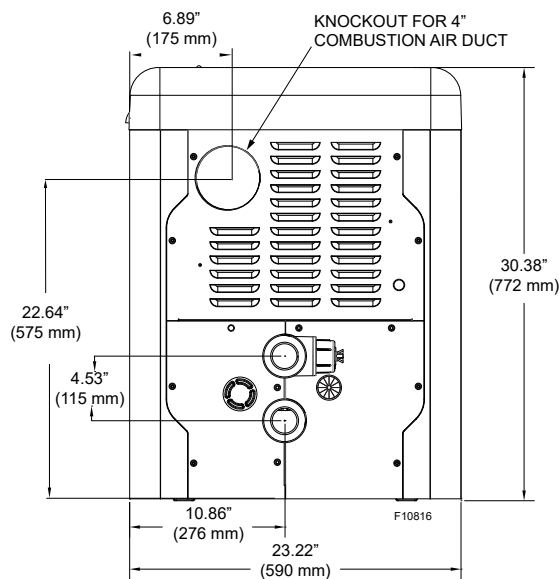 6.89”
(175 mm)
KNOCKOUT FOR 4”
COMBUSTION AIR DUCT
30.38”
(772 mm)
22.64”
(575 mm)
4.53”
(115 mm)
10.86”
(276 mm)
F10816
23.22”
(590 mm)